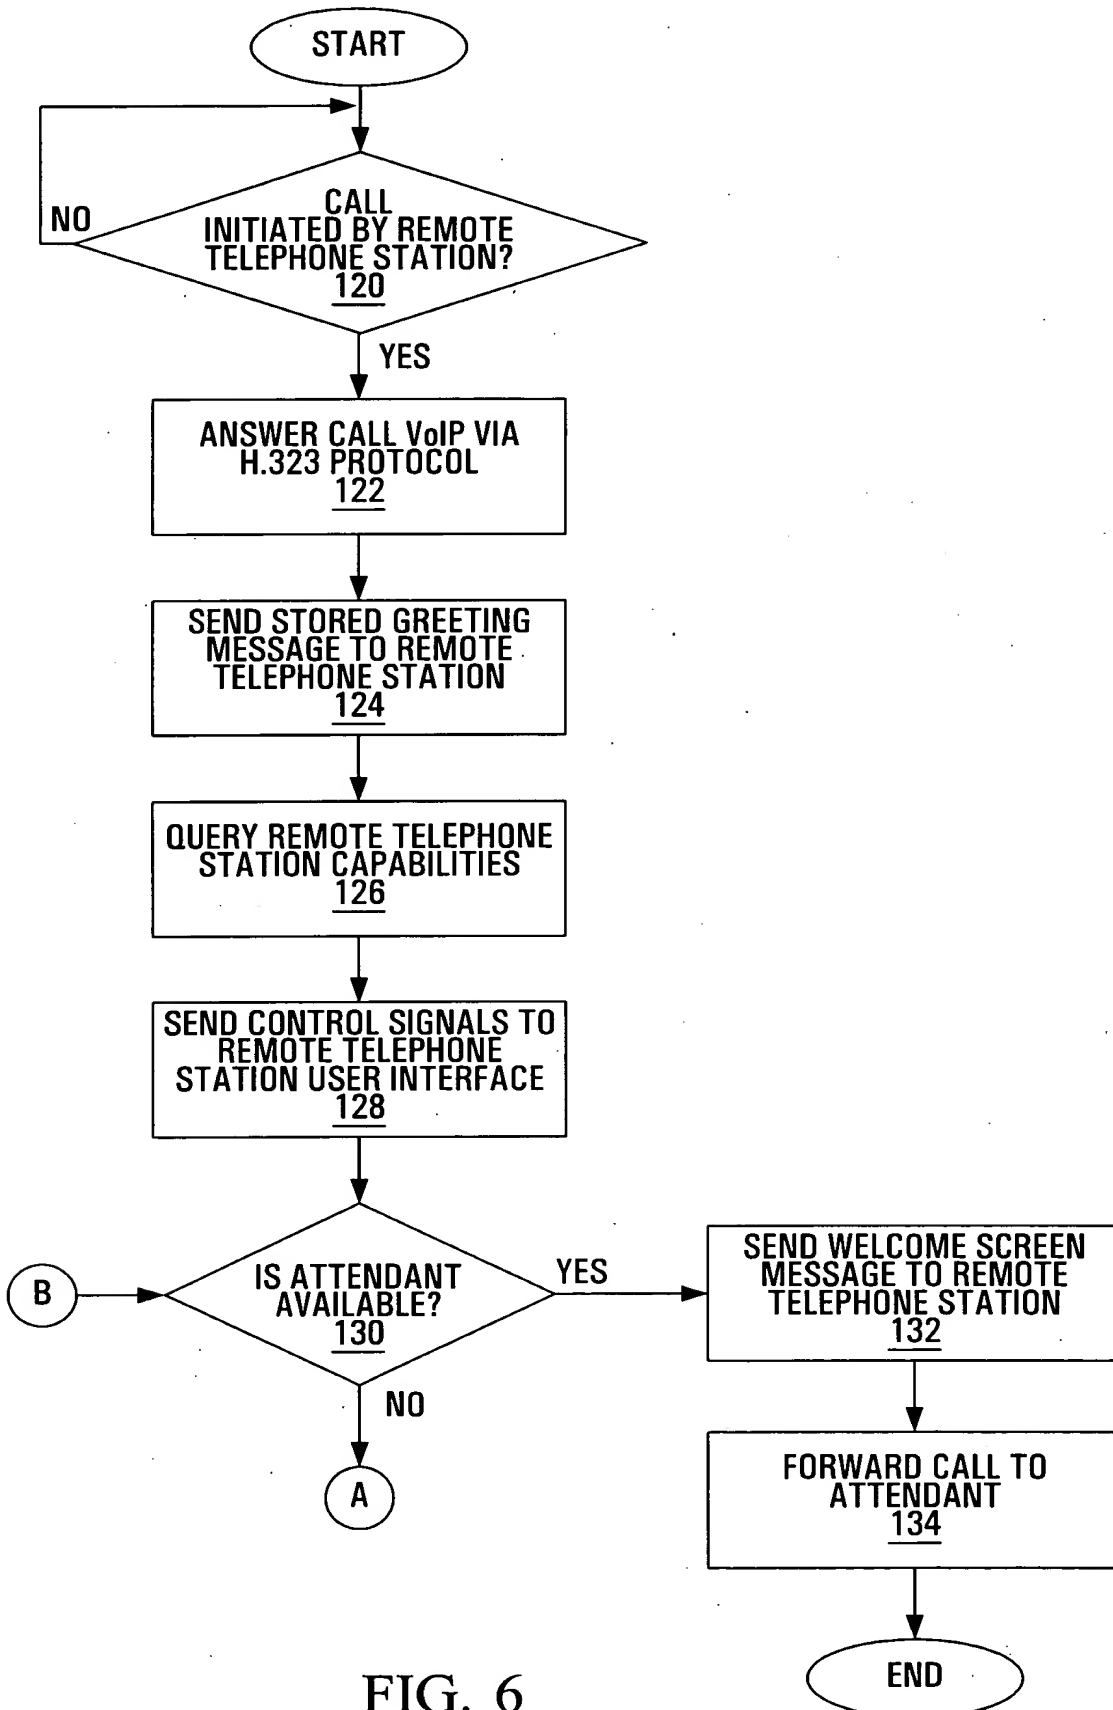 START
NO
CALL
INITIATED BY REMOTE
TELEPHONE STATION?
120
YES
ANSWER CALL VoIP VIA
H.323 PROTOCOL
122
SEND STORED GREETING
MESSAGE TO REMOTE
TELEPHONE STATION
124
QUERY REMOTE TELEPHONE
STATION CAPABILITIES
126
SEND CONTROL SIGNALS TO
REMOTE TELEPHONE
STATION USER INTERFACE
128
B
IS ATTENDANT
AVAILABLE?
130
YES
NO
A
SEND WELCOME SCREEN
MESSAGE TO REMOTE
TELEPHONE STATION
132
FORWARD CALL TO
ATTENDANT
134
END
FIG. 6